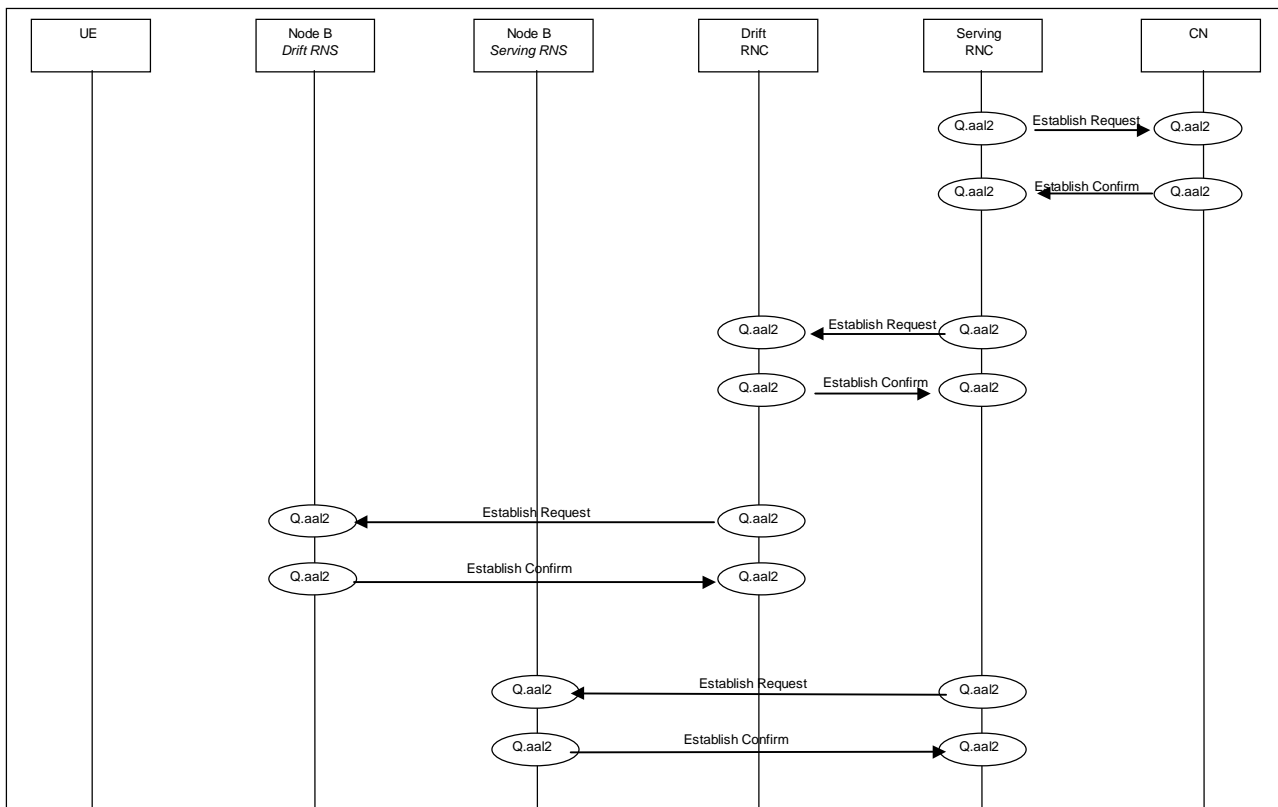 UE
Node B
Drift RNS
Node B
Serving RNS
Drift
RNC
Serving
RNC
CN
Q.aal2
Establish Request
Q.aal2
Q.aal2
Establish Confirm
Q.aal2
Q.aal2
Establish Request
Q.aal2
Q.aal2
Establish Confirm
Q.aal2
Q.aal2
Establish Request
Q.aal2
Q.aal2
Establish Confirm
Q.aal2
Q.aal2
Establish Request
Q.aal2
Q.aal2
Establish Confirm
Q.aal2